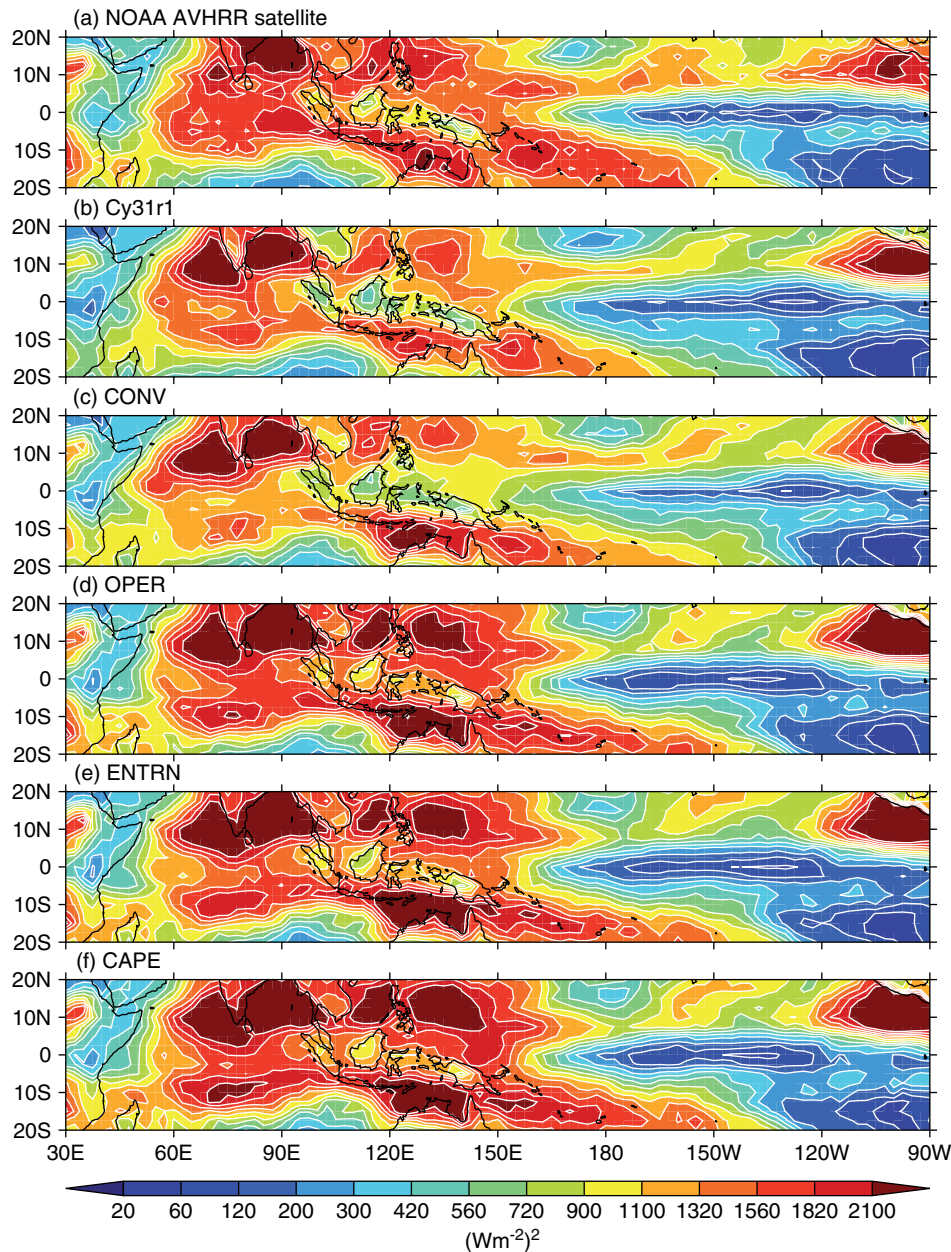 (a) NOAA AVHRR satellite
20N
10N
0
10S
20S
(b) Cy31r1
20N
10N
0
10S
20S
(c) CONV
20N
10N
0
10S
20S
(d) OPER
20N
10N
0
10S
20S
(e) ENTRN
20N
10N
0
10S
20S
(f) CAPE
20N
10N
0
10S
20S
30E 60E 90E 120E 150E 180 150W 120W 90W
20 60 120 200 300 420 560 720 900 1100 1320 1560 1820 2100
(Wm⁻²)²